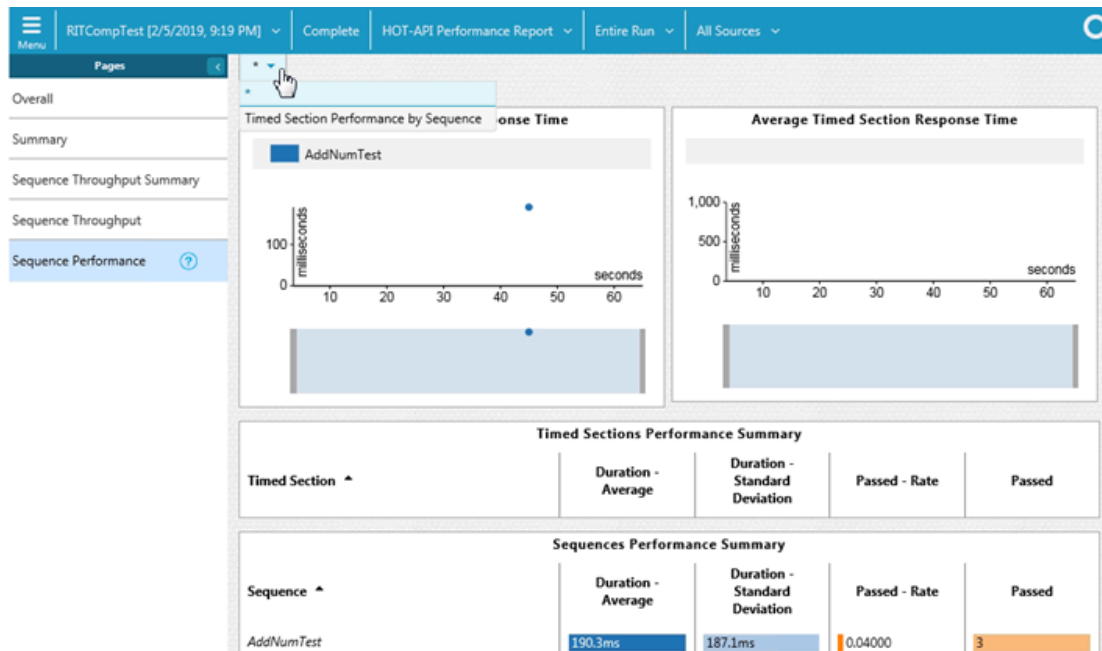 Menu
RITCompTest [2/5/2019, 9:19 PM]
Complete
HOT-API Performance Report
Entire Run
All Sources
Pages
Overall
Summary
Sequence Throughput Summary
Sequence Throughput
Sequence Performance ?
*
*
Timed Section Performance by Sequence
onse Time
AddNumTest
100
0
milliseconds
seconds
10 20 30 40 50 60
Average Timed Section Response Time
1,000
500
0
milliseconds
seconds
10 20 30 40 50 60
Timed Sections Performance Summary
Timed Section
Duration -
Average
Duration -
Standard
Deviation
Passed - Rate
Passed
Sequences Performance Summary
Sequence
Duration -
Average
Duration -
Standard
Deviation
Passed - Rate
Passed
AddNumTest 190.3ms 187.1ms 0.04000 3